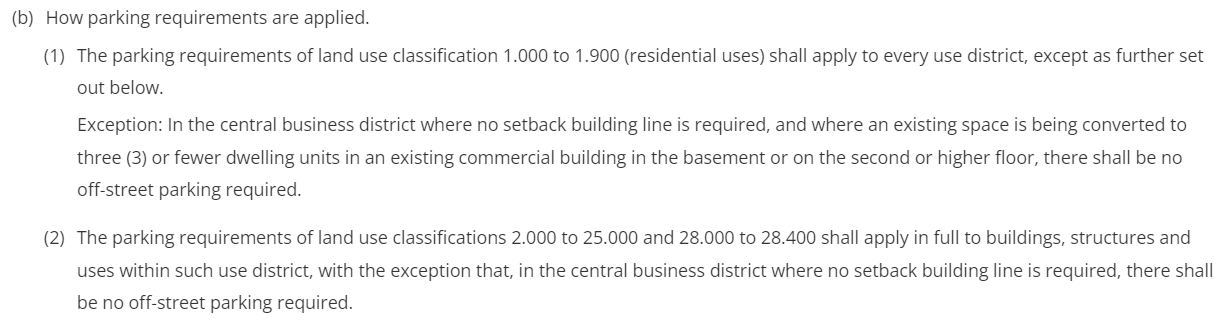 (b) How parking requirements are applied.
(1) The parking requirements of land use classification 1.000 to 1.900 (residential uses) shall apply to every use district, except as further set
out below.
Exception: In the central business district where no setback building line is required, and where an existing space is being converted to
three (3) or fewer dwelling units in an existing commercial building in the basement or on the second or higher floor, there shall be no
off-street parking required.
(2) The parking requirements of land use classifications 2.000 to 25.000 and 28.000 to 28.400 shall apply in full to buildings, structures and
uses within such use district, with the exception that, in the central business district where no setback building line is required, there shall
be no off-street parking required.